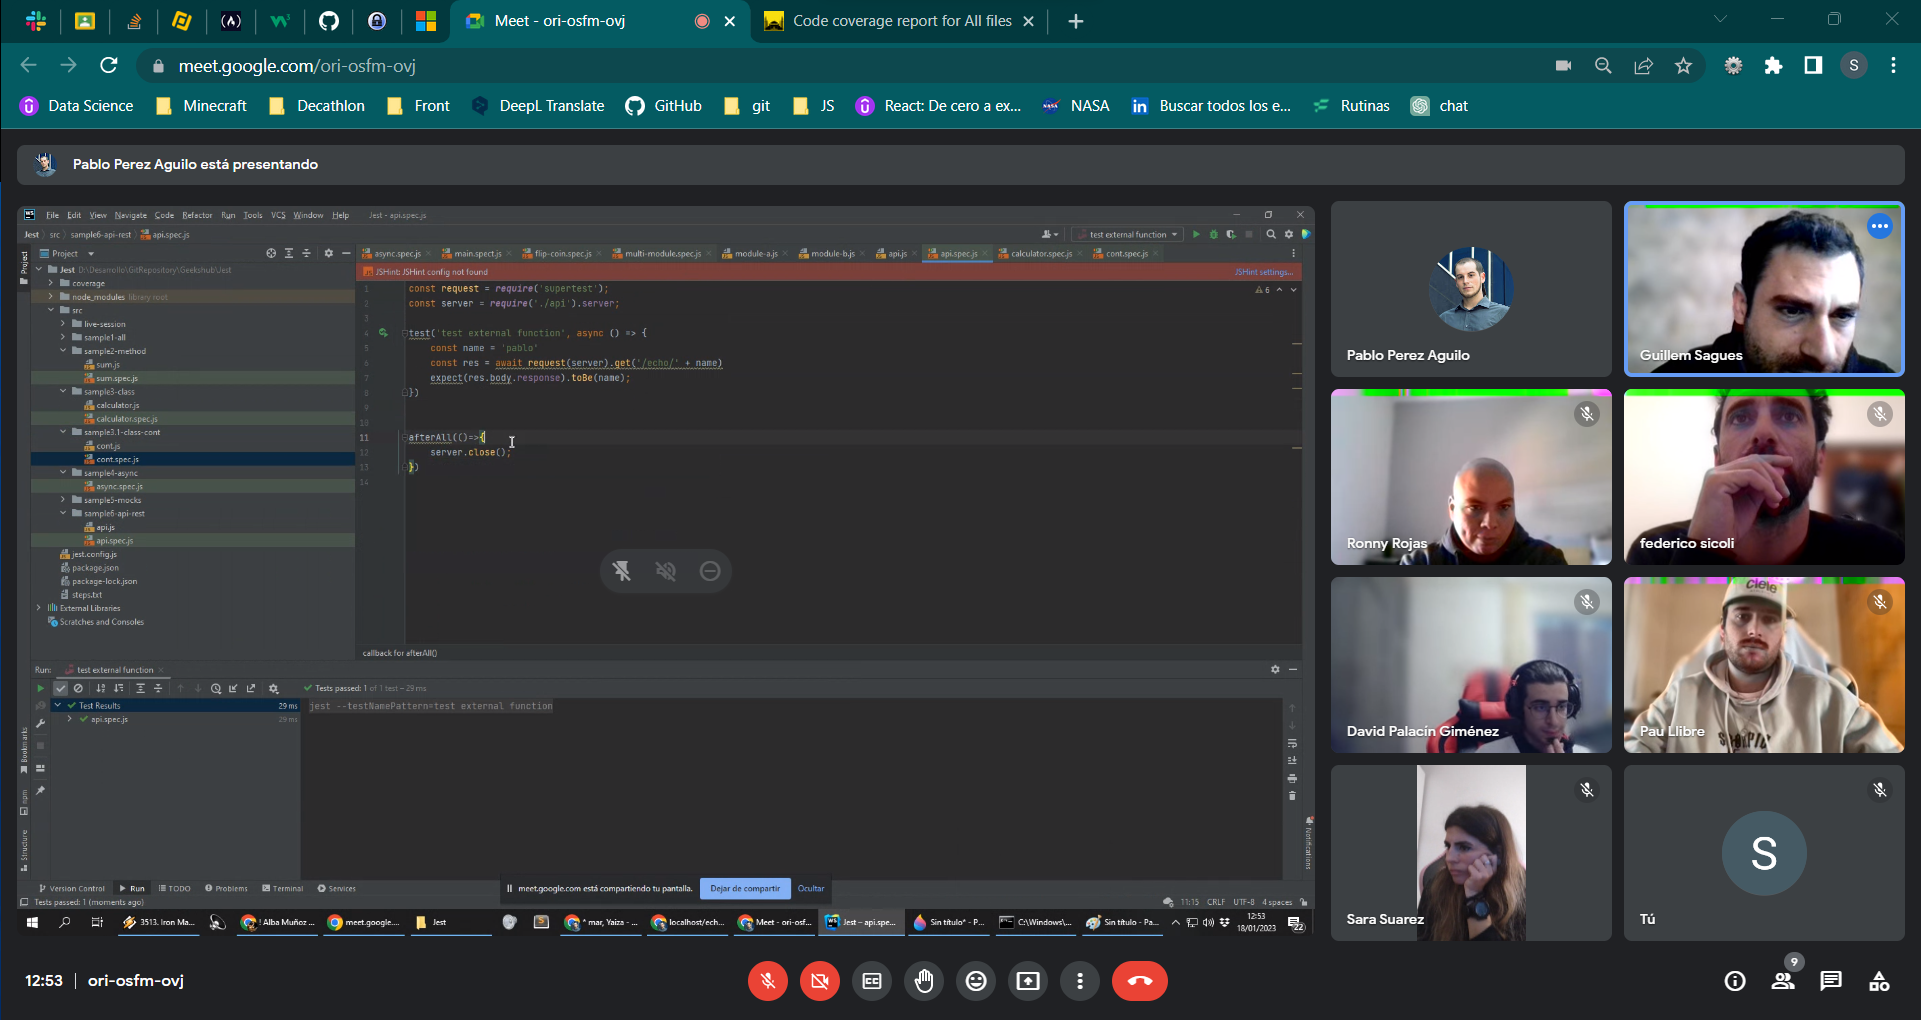 Meet - ori-osfm-ovj
Code coverage report for All files
meet.google.com/ori-osfm-ovj
S
Data Science
Minecraft
Decathlon
Front
DeepL Translate
GitHub
git
JS
React: De cero a ex...
NASA
Buscar todos los e...
Rutinas
chat
Pablo Perez Aguilo está presentando
WS File Edit View Navigate Code Refactor Run Tools VCS Window Help Jest - api.spec.js
Jest src sample6-api-rest api.spec.js
test external function
Project
async.spec.js main.spec.js flip-coin.spec.js multi-module.spec.js module-a.js module-b.js api.js api.spec.js calculator.spec.js cont.spec.js
Jest D:\Desarrollo\GitRepository\Geekshub\Jest
JSHint: JSHint config not found JSHint settings...
coverage
node_modules library root
src
live-session
sample1-all
sample2-method
sum.js
sum.spec.js
sample3-class
calculator.js
calculator.spec.js
sample3.1-class-cont
cont.js
cont.spec.js
sample4-async
async.spec.js
sample5-mocks
sample6-api-rest
api.js
api.spec.js
jest.config.js
package.json
package-lock.json
steps.txt
External Libraries
Scratches and Consoles
6
1 const request = require('supertest');
2 const server = require('./api').server;
3
4 test('test external function', async () => {
5 const name = 'pablo'
6 const res = await request(server).get('/echo/' + name)
7 expect(res.body.response).toBe(name);
8 })
9
10
11 afterAll(()=>{
12 server.close();
13 })
14
callback for afterAll()
Run: test external function
Tests passed: 1 of 1 test – 29 ms
Test Results 29 ms
api.spec.js 29 ms
jest --testNamePattern=test external function
Project
Bookmarks
npm
Structure
Notifications
Version Control Run TODO Problems Terminal Services
meet.google.com está compartiendo tu pantalla. Dejar de compartir Ocultar
Tests passed: 1 (moments ago)
11:15 CRLF UTF-8 4 spaces
3513. Iron Ma...
! Alba Muñoz ...
meet.google....
Jest
* mar, Yaiza - ...
localhost/ech...
Meet - ori-osf...
Jest – api.spe...
Sin título* - P...
C:\Windows\...
Sin título - Pa...
12:53
18/01/2023
22
Pablo Perez Aguilo
Guillem Sagues
Ronny Rojas
federico sicoli
David Palacín Giménez
Pau Llibre
ciele
Sara Suarez
S
Tú
12:53 | ori-osfm-ovj
9